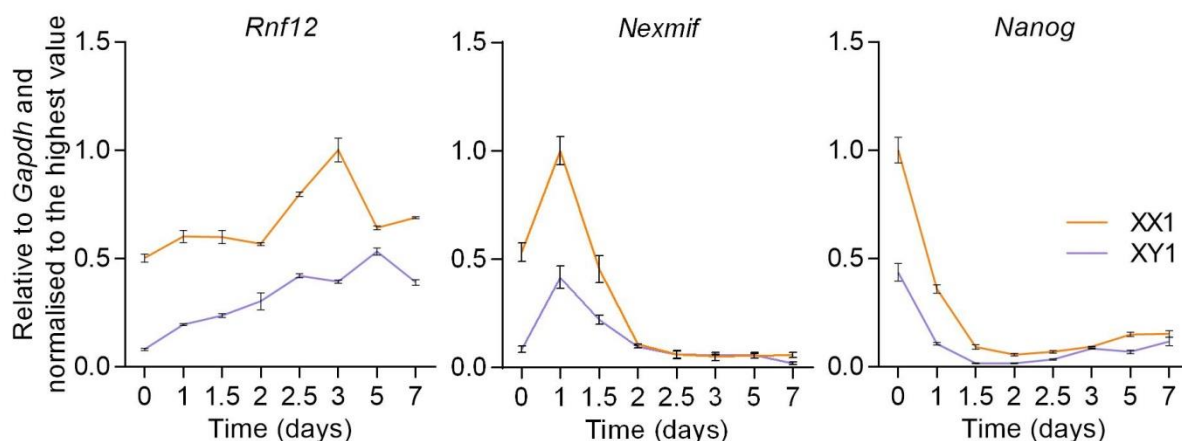 Rnf12
Nexmif
Nanog
Relative to Gapdh and
normalised to the highest value
1.5
1.0
0.5
0.0
0 1 1.5 2 2.5 3 5 7
Time (days)
1.5
1.0
0.5
0.0
0 1 1.5 2 2.5 3 5 7
Time (days)
1.5
1.0
0.5
0.0
0 1 1.5 2 2.5 3 5 7
Time (days)
XX1
XY1